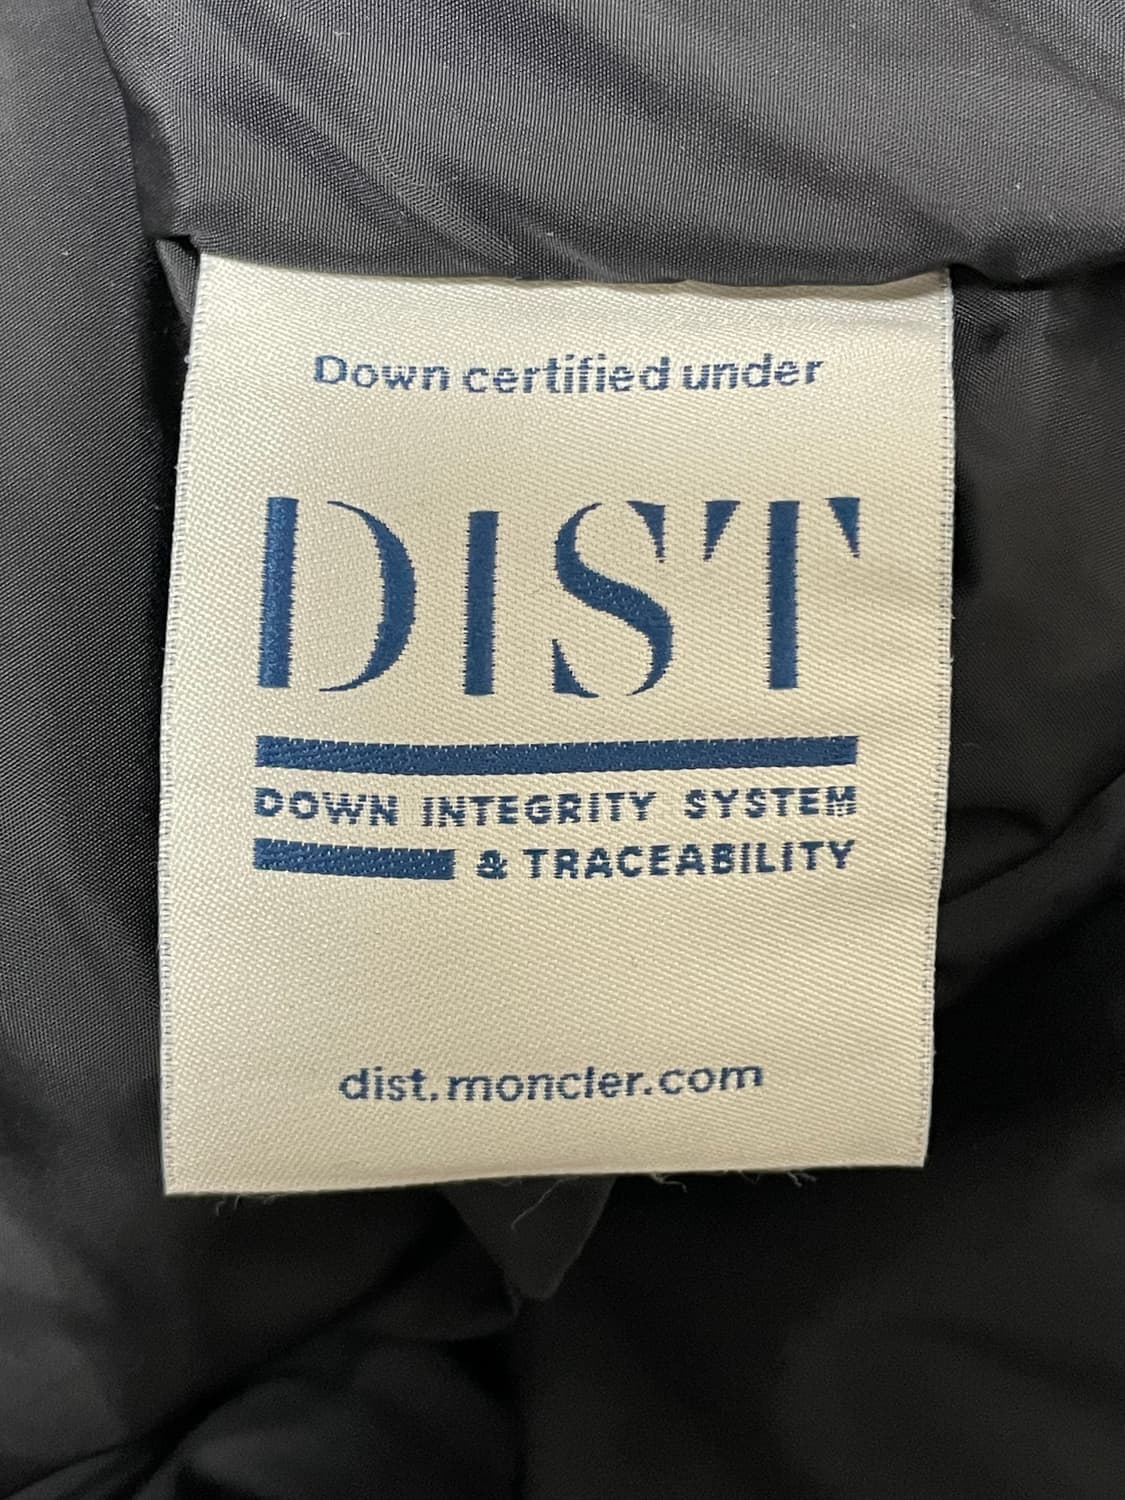 Down certified under
DIST
DOWN INTEGRITY SYSTEM
& TRACEABILITY
dist.moncler.com